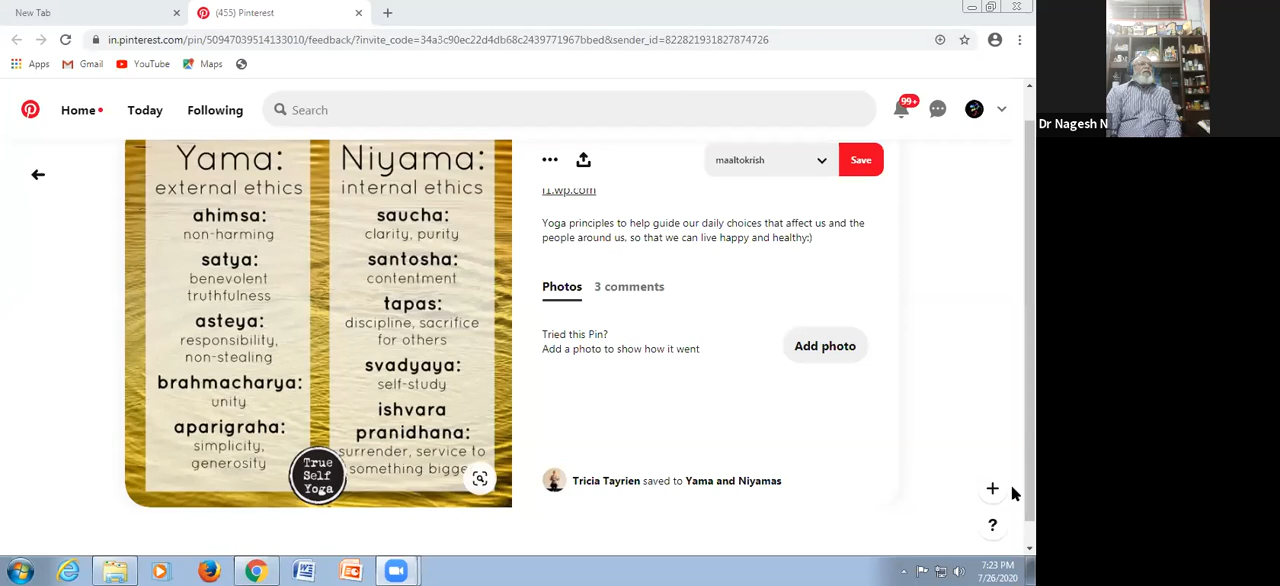 New Tab
(455) Pinterest
in.pinterest.com/pin/50947039514133010/feedback/?invite_code=34a3c90ec22d4db68c2439771967bbed&sender_id=822821931827874726
Apps
Gmail
YouTube
Maps
Home
Today
Following
Search
99+
Dr Nagesh N
Yama:
external ethics
ahimsa:
non-harming
satya:
benevolent
truthfulness
asteya:
responsibility,
non-stealing
brahmacharya:
unity
aparigraha:
simplicity,
generosity
Niyama:
internal ethics
saucha:
clarity, purity
santosha:
contentment
tapas:
discipline, sacrifice
for others
svadyaya:
self-study
ishvara
pranidhana:
surrender, service to
something bigge
True
Self
Yoga
maaltokrish
Save
i1.wp.com
Yoga principles to help guide our daily choices that affect us and the
people around us, so that we can live happy and healthy:)
Photos
3 comments
Tried this Pin?
Add a photo to show how it went
Add photo
Tricia Tayrien saved to Yama and Niyamas
?
7:23 PM
7/26/2020